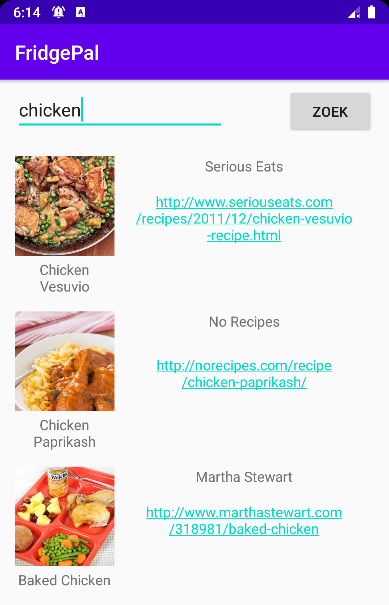 6:14
FridgePal
chicken
ZOEK
Serious Eats
http://www.seriouseats.com
/recipes/2011/12/chicken-vesuvio
-recipe.html
Chicken
Vesuvio
No Recipes
http://norecipes.com/recipe
/chicken-paprikash/
Chicken
Paprikash
Martha Stewart
http://www.marthastewart.com
/318981/baked-chicken
Baked Chicken